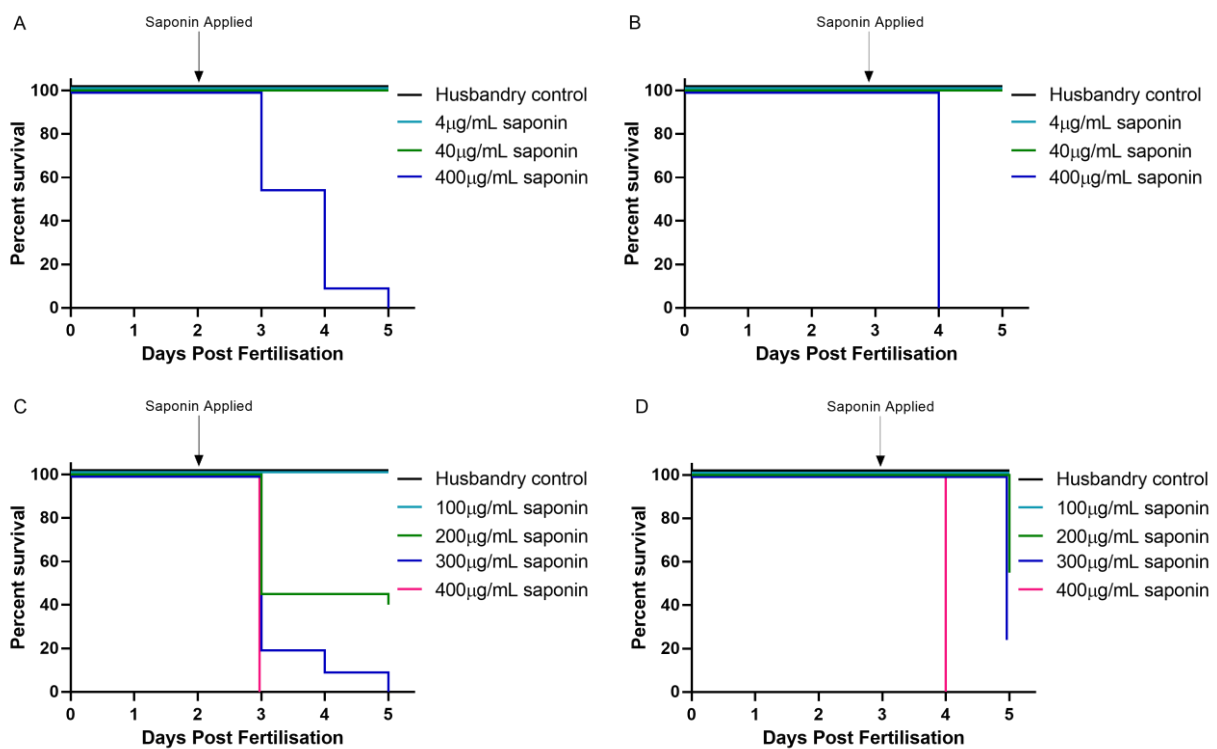 A
Saponin Applied
Percent survival
100
80
60
40
20
0
0 1 2 3 4 5
Days Post Fertilisation
Husbandry control
4μg/mL saponin
40μg/mL saponin
400μg/mL saponin
B
Saponin Applied
Percent survival
100
80
60
40
20
0
0 1 2 3 4 5
Days Post Fertilisation
Husbandry control
4μg/mL saponin
40μg/mL saponin
400μg/mL saponin
C
Saponin Applied
Percent survival
100
80
60
40
20
0
0 1 2 3 4 5
Days Post Fertilisation
Husbandry control
100μg/mL saponin
200μg/mL saponin
300μg/mL saponin
400μg/mL saponin
D
Saponin Applied
Percent survival
100
80
60
40
20
0
0 1 2 3 4 5
Days Post Fertilisation
Husbandry control
100μg/mL saponin
200μg/mL saponin
300μg/mL saponin
400μg/mL saponin